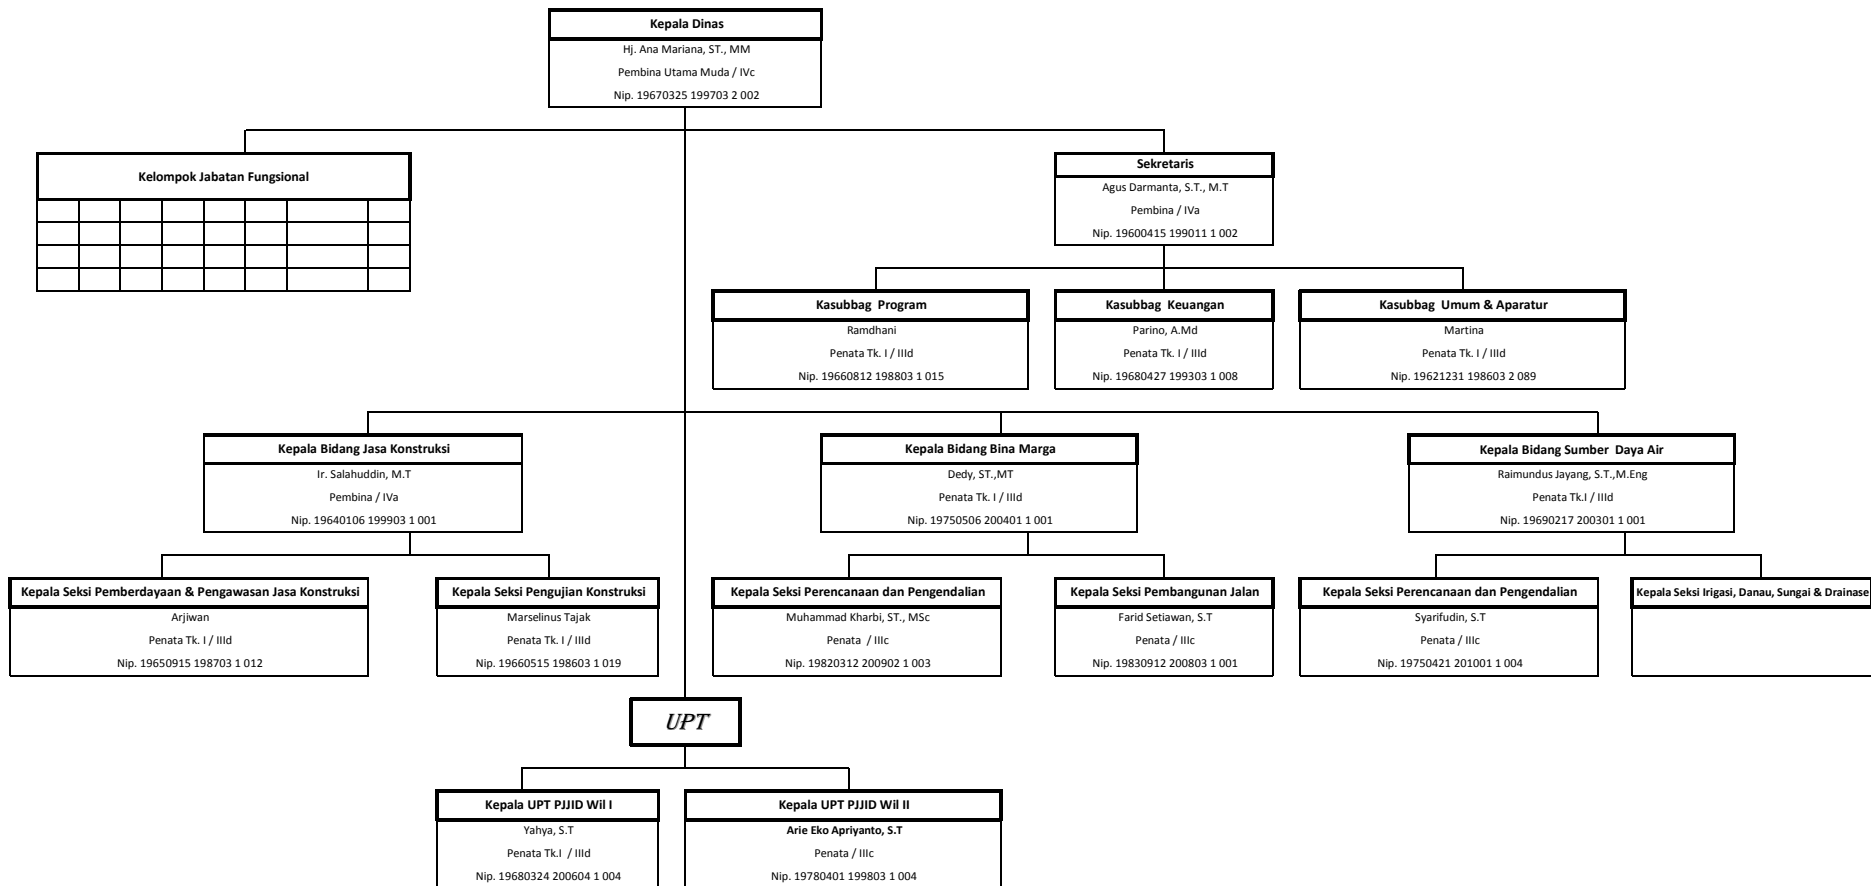 Kepala Dinas
Hj. Ana Mariana, ST., MM
Pembina Utama Muda / IVc
Nip. 19670325 199703 2 002
Kelompok Jabatan Fungsional
Sekretaris
Agus Darmanta, S.T., M.T
Pembina / IVa
Nip. 19600415 199011 1 002
Kasubbag Program
Ramdhani
Penata Tk. I / IIId
Nip. 19660812 198803 1 015
Kasubbag Keuangan
Parino, A.Md
Penata Tk. I / IIId
Nip. 19680427 199303 1 008
Kasubbag Umum & Aparatur
Martina
Penata Tk. I / IIId
Nip. 19621231 198603 2 089
Kepala Bidang Jasa Konstruksi
Ir. Salahuddin, M.T
Pembina / IVa
Nip. 19640106 199903 1 001
Kepala Bidang Bina Marga
Dedy, ST.,MT
Penata Tk. I / IIId
Nip. 19750506 200401 1 001
Kepala Bidang Sumber Daya Air
Raimundus Jayang, S.T.,M.Eng
Penata Tk.I / IIId
Nip. 19690217 200301 1 001
Kepala Seksi Pemberdayaan & Pengawasan Jasa Konstruksi
Arjiwan
Penata Tk. I / IIId
Nip. 19650915 198703 1 012
Kepala Seksi Pengujian Konstruksi
Marselinus Tajak
Penata Tk. I / IIId
Nip. 19660515 198603 1 019
Kepala Seksi Perencanaan dan Pengendalian
Muhammad Kharbi, ST., MSc
Penata / IIIc
Nip. 19820312 200902 1 003
Kepala Seksi Pembangunan Jalan
Farid Setiawan, S.T
Penata / IIIc
Nip. 19830912 200803 1 001
Kepala Seksi Perencanaan dan Pengendalian
Syarifudin, S.T
Penata / IIIc
Nip. 19750421 201001 1 004
Kepala Seksi Irigasi, Danau, Sungai & Drainase
UPT
Kepala UPT PJJID Wil I
Yahya, S.T
Penata Tk.I / IIId
Nip. 19680324 200604 1 004
Kepala UPT PJJID Wil II
Arie Eko Apriyanto, S.T
Penata / IIIc
Nip. 19780401 199803 1 004